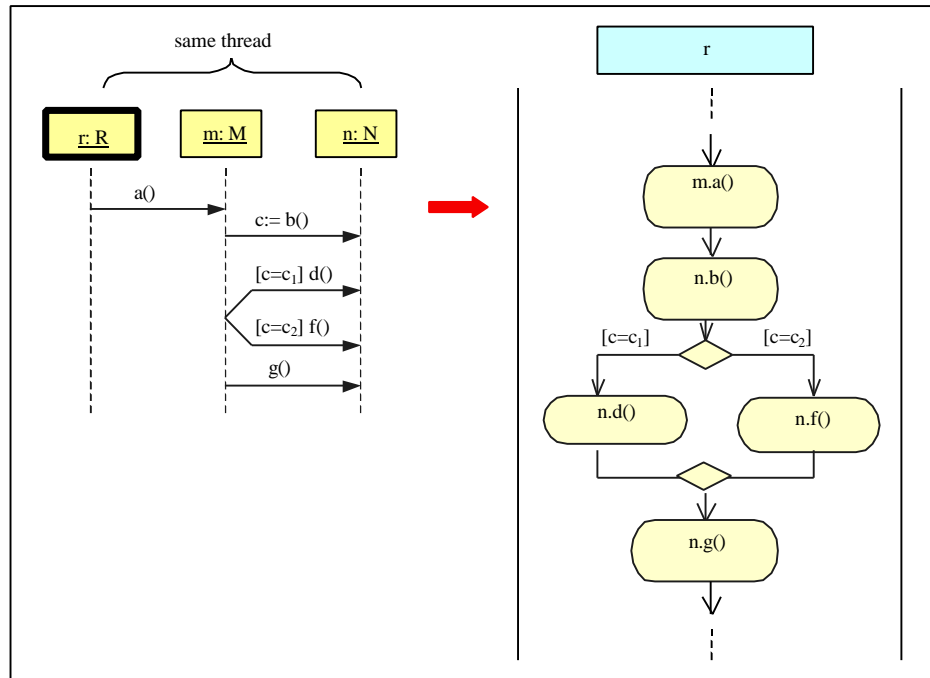 same thread
r: R
m: M
n: N
a()
c:= b()
[c=c₁] d()
[c=c₂] f()
g()
r
m.a()
n.b()
[c=c₁]
[c=c₂]
n.d()
n.f()
n.g()